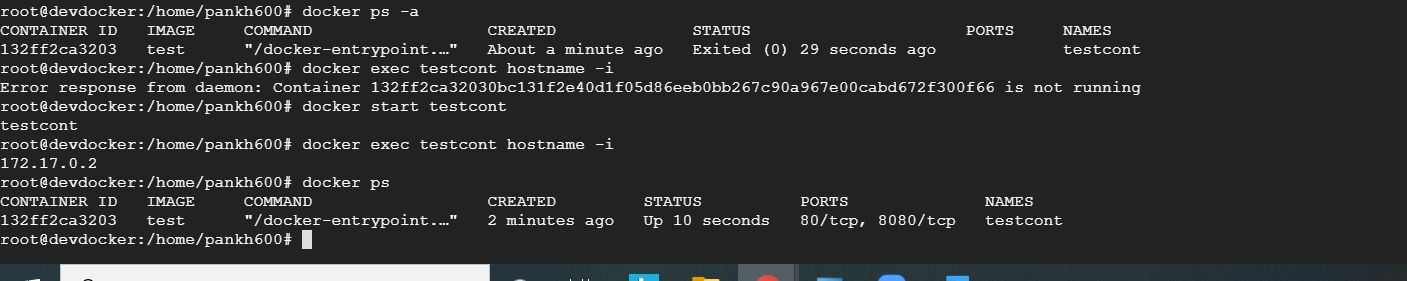 root@devdocker:/home/pankh600# docker ps -a
CONTAINER ID   IMAGE     COMMAND                  CREATED              STATUS                      PORTS     NAMES
132ff2ca3203   test      "/docker-entrypoint.…"   About a minute ago   Exited (0) 29 seconds ago             testcont
root@devdocker:/home/pankh600# docker exec testcont hostname -i
Error response from daemon: Container 132ff2ca32030bc131f2e40d1f05d86eeb0bb267c90a967e00cabd672f300f66 is not running
root@devdocker:/home/pankh600# docker start testcont
testcont
root@devdocker:/home/pankh600# docker exec testcont hostname -i
172.17.0.2
root@devdocker:/home/pankh600# docker ps
CONTAINER ID   IMAGE     COMMAND                  CREATED         STATUS          PORTS              NAMES
132ff2ca3203   test      "/docker-entrypoint.…"   2 minutes ago   Up 10 seconds   80/tcp, 8080/tcp   testcont
root@devdocker:/home/pankh600#